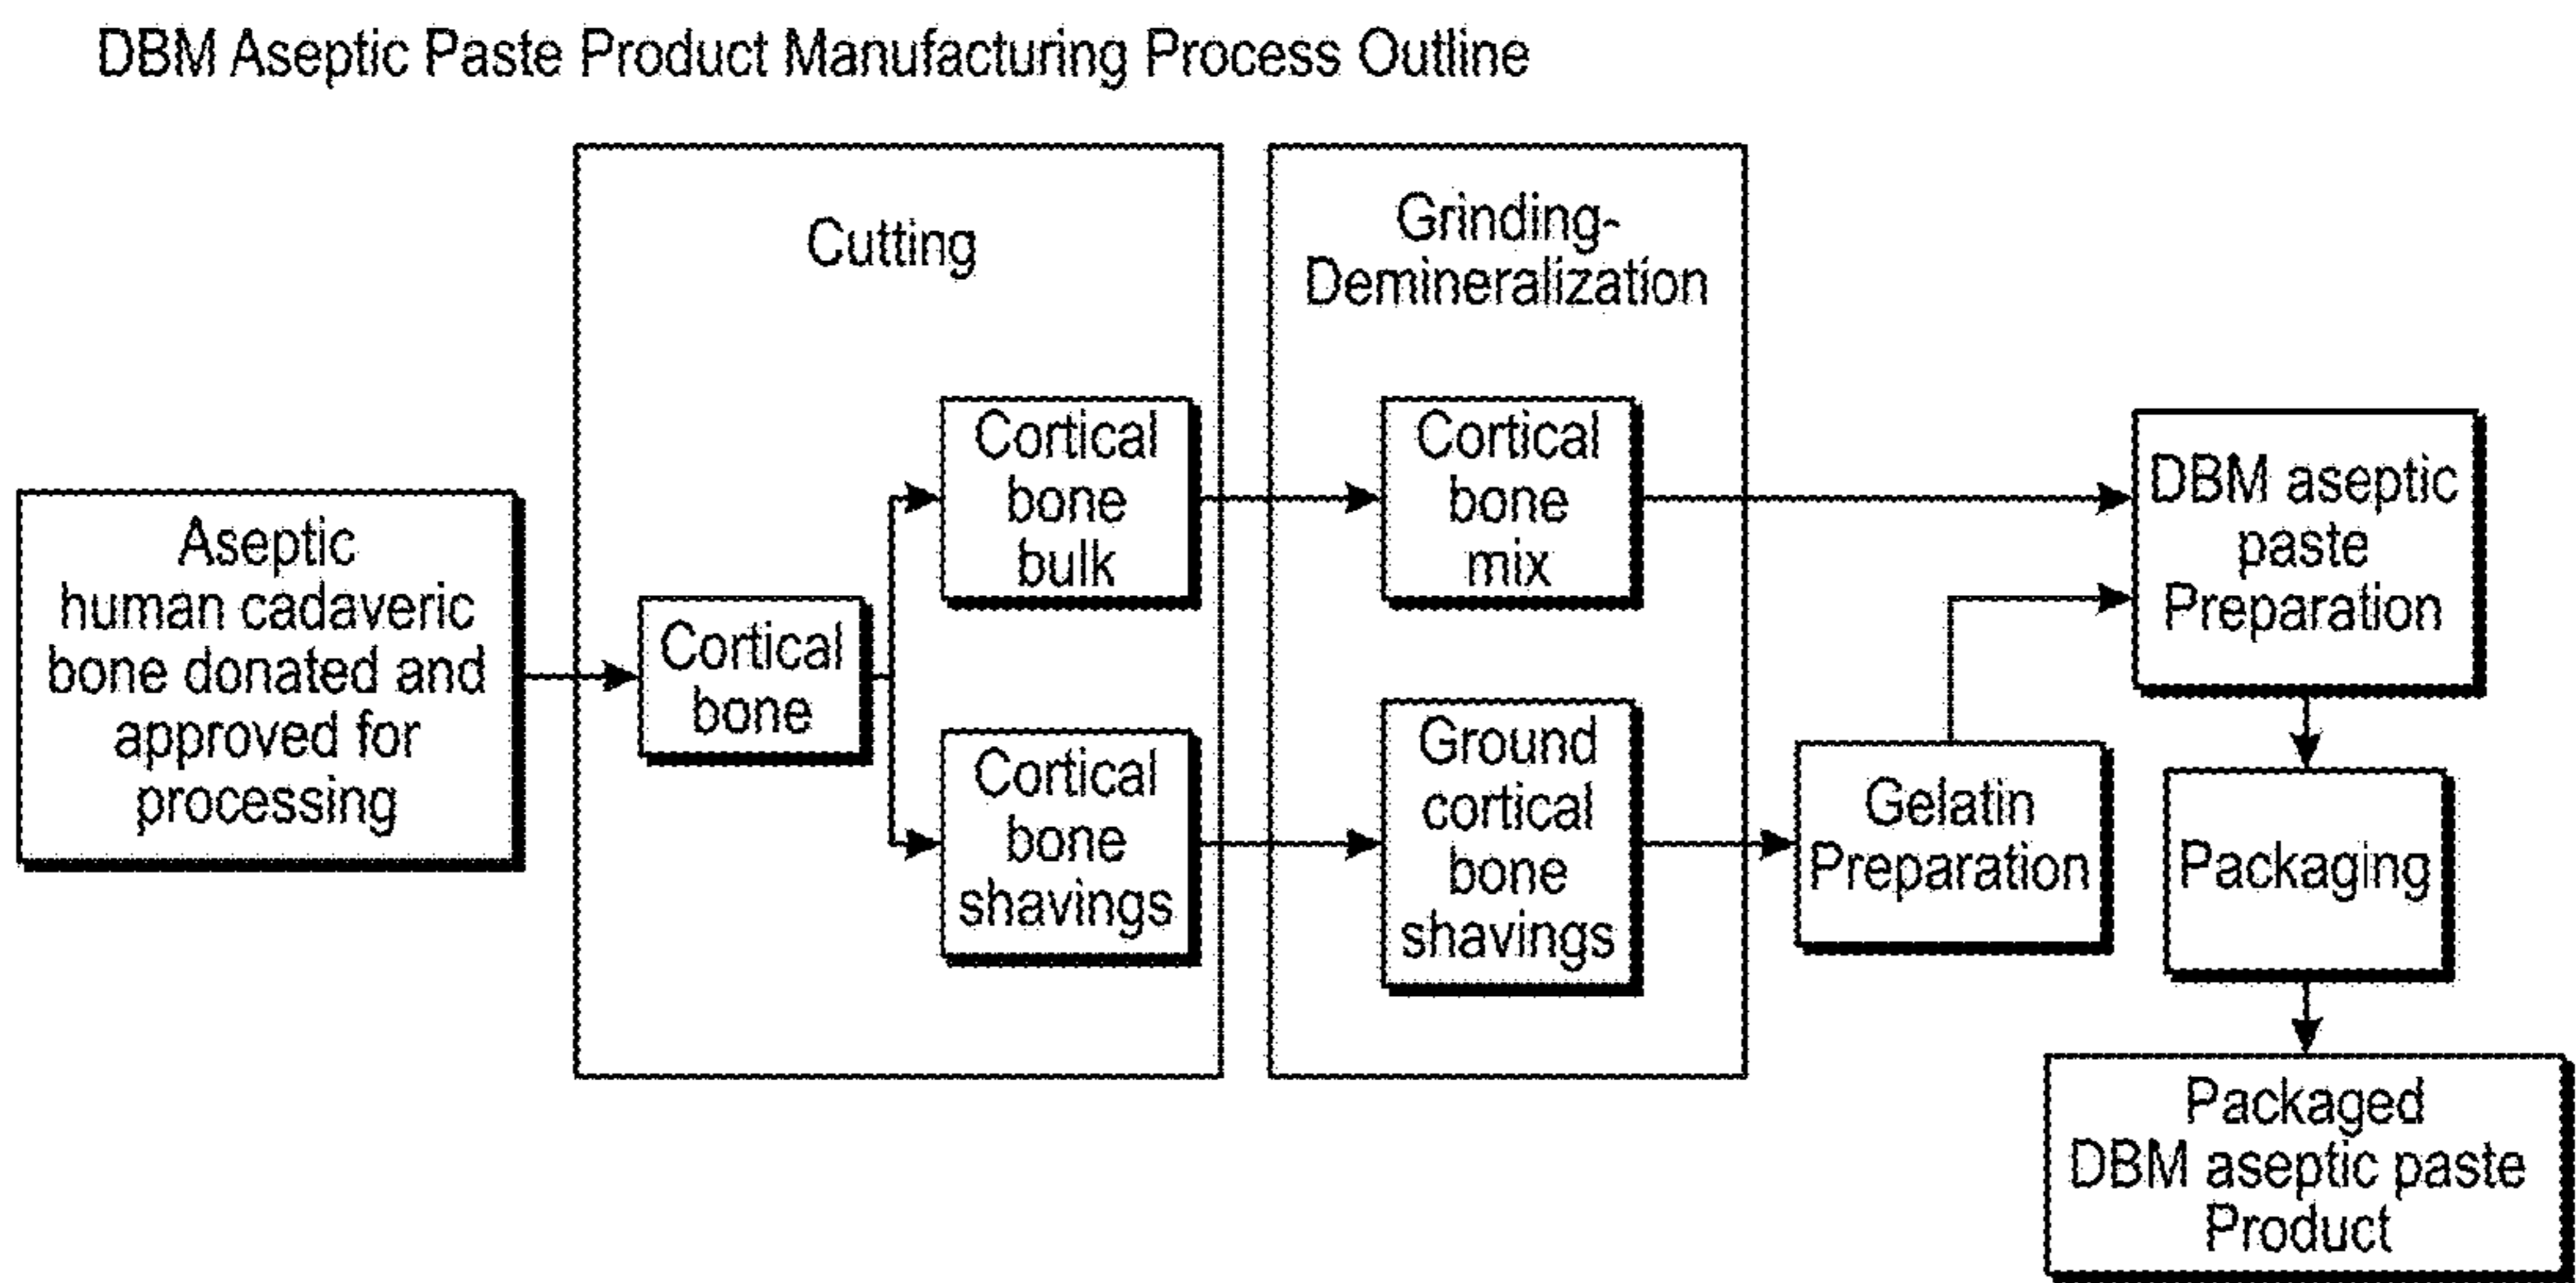 DBM Aseptic Paste Product Manufacturing Process Outline
Cutting
Grinding-
Demineralization
Aseptic
human cadaveric
bone donated and
approved for
processing
Cortical
bone
Cortical
bone
bulk
Cortical
bone
shavings
Cortical
bone
mix
Ground
cortical
bone
shavings
Gelatin
Preparation
DBM aseptic
paste
Preparation
Packaging
Packaged
DBM aseptic paste
Product